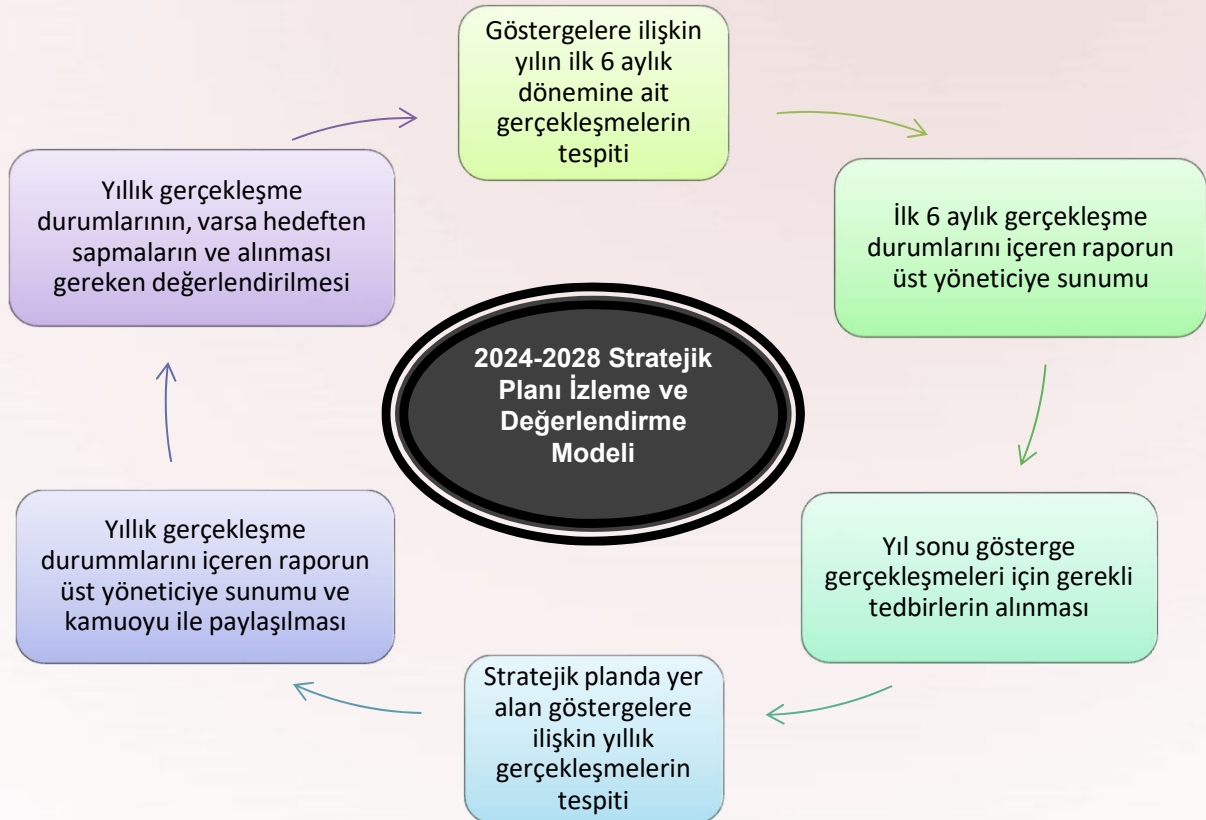 Göstergelere ilişkin
yılın ilk 6 aylık
dönemine ait
gerçekleşmelerin
tespiti
İlk 6 aylık gerçekleşme
durumlarını içeren raporun
üst yöneticiye sunumu
Yıl sonu gösterge
gerçekleşmeleri için gerekli
tedbirlerin alınması
Stratejik planda yer
alan göstergelere
ilişkin yıllık
gerçekleşmelerin
tespiti
Yıllık gerçekleşme
durummlarını içeren raporun
üst yöneticiye sunumu ve
kamuoyu ile paylaşılması
Yıllık gerçekleşme
durumlarının, varsa hedeften
sapmaların ve alınması
gereken değerlendirilmesi
2024-2028 Stratejik
Planı İzleme ve
Değerlendirme
Modeli